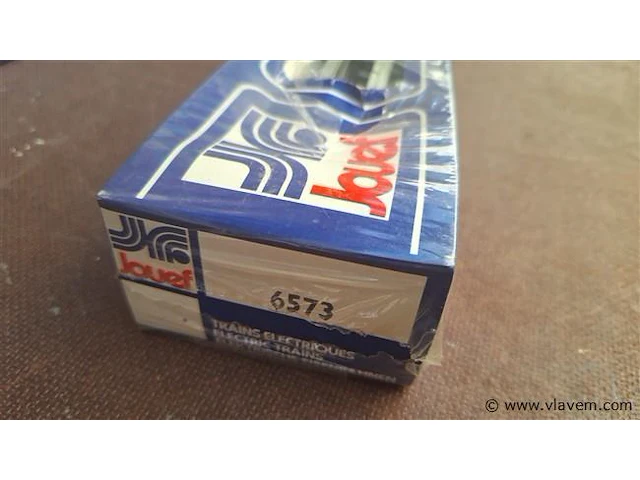 Jouef
Jouef
6573
TRAINS ELECTRIQUES
ELECTRIC TRAINS
© www.vlavem.com